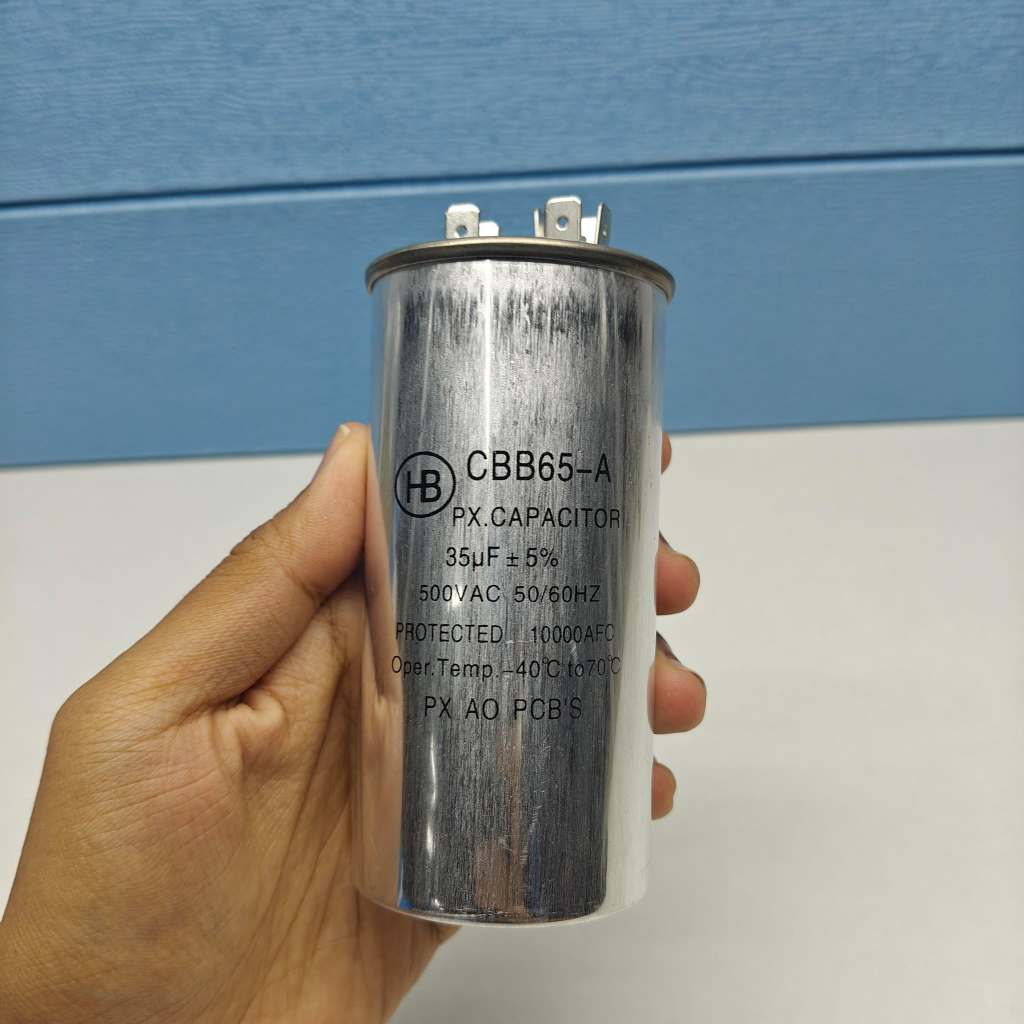 HB
CBB65-A
PX.CAPACITOR
35µF ± 5%
500VAC 50/60HZ
PROTECTED 10000AFC
Oper.Temp.-40℃ to70℃
PX AO PCB'S